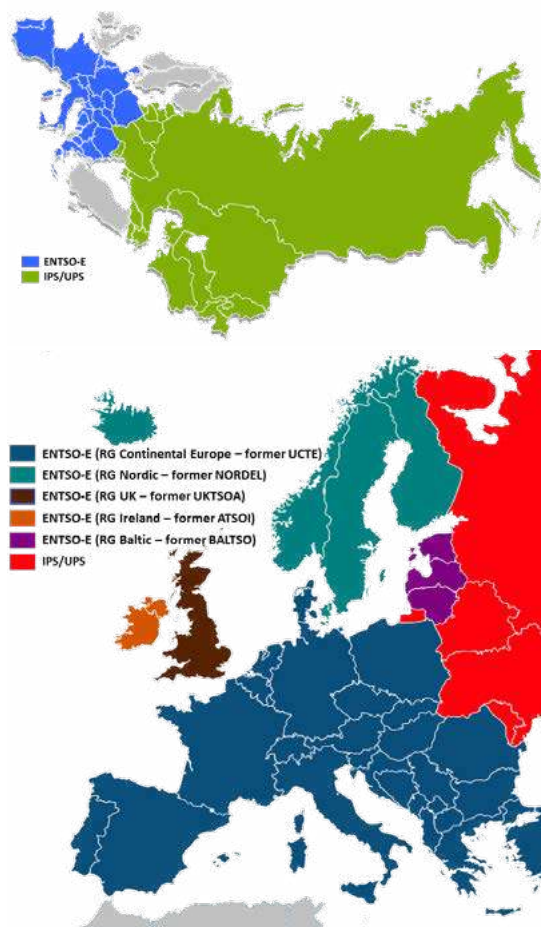 ENTSO-E
IPS/UPS
ENTSO-E (RG Continental Europe – former UCTE)
ENTSO-E (RG Nordic – former NORDEL)
ENTSO-E (RG UK – former UKTSOA)
ENTSO-E (RG Ireland – former ATSOI)
ENTSO-E (RG Baltic – former BALTSO)
IPS/UPS